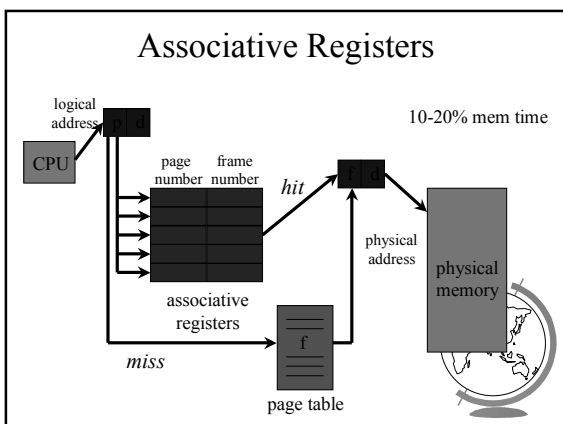 Associative Registers
logical
address
p d
10-20% mem time
CPU
page
number
frame
number
hit
f d
physical
address
physical
memory
associative
registers
f
miss
page table